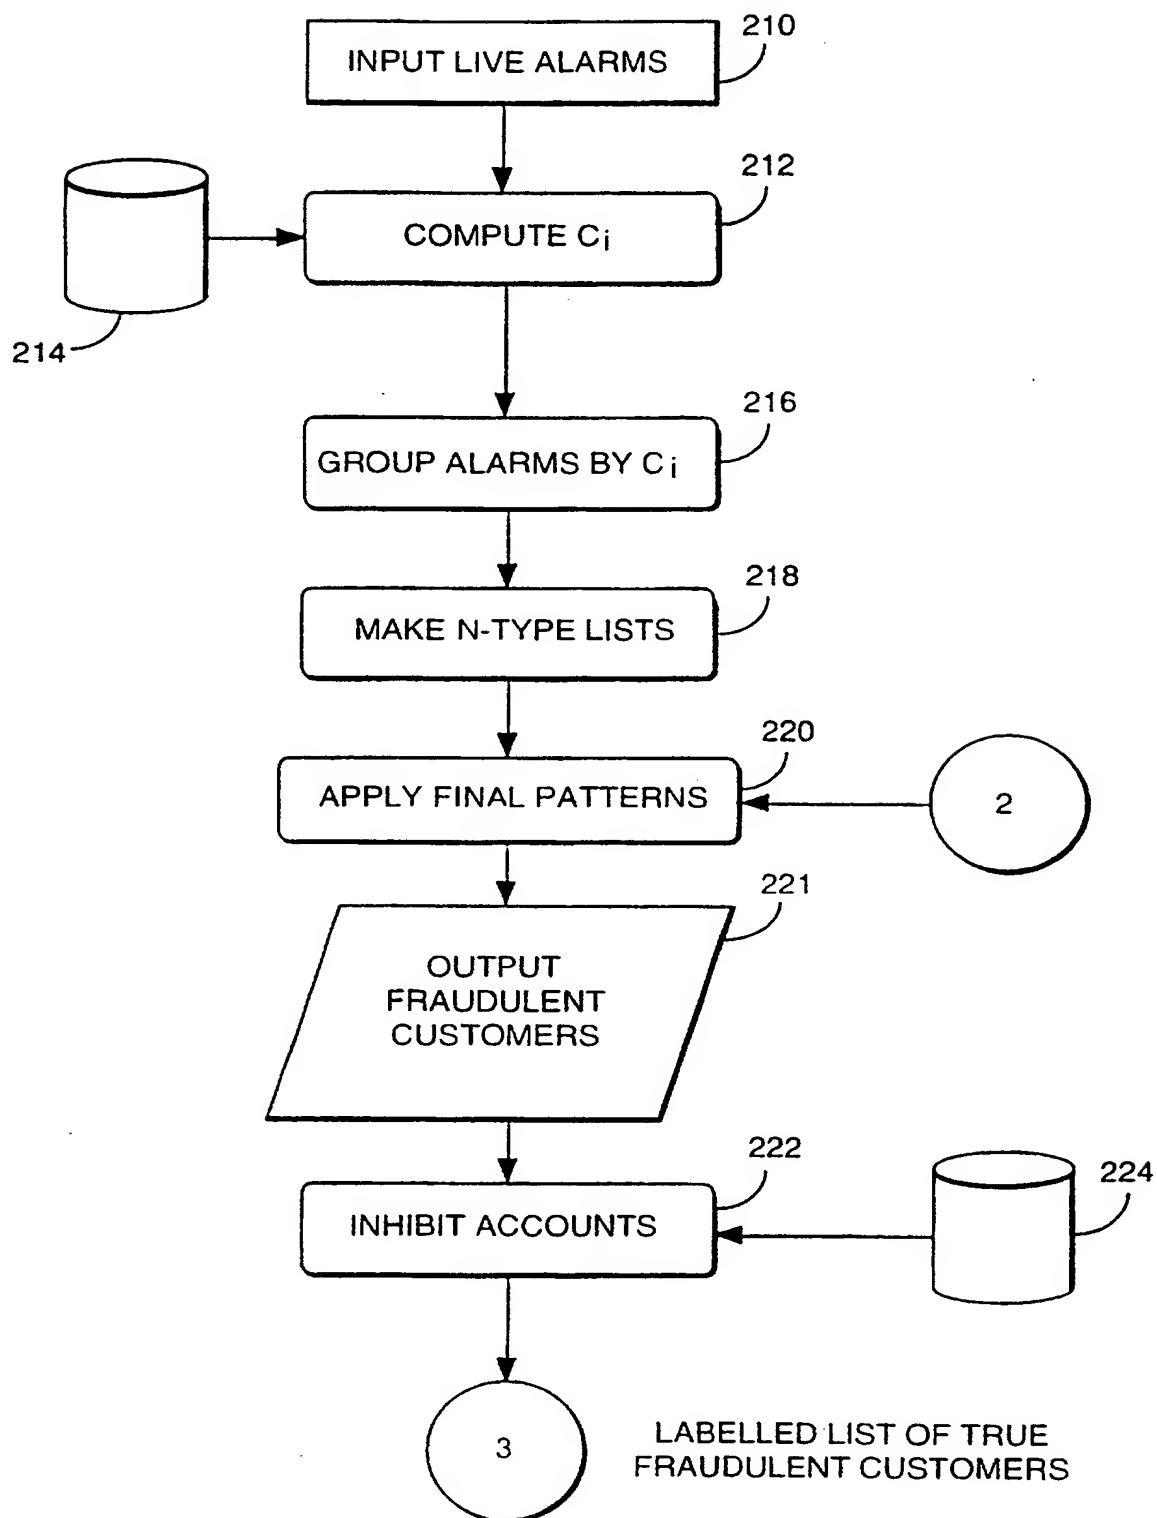 210
INPUT LIVE ALARMS
212
COMPUTE Ci
214
216
GROUP ALARMS BY Ci
218
MAKE N-TYPE LISTS
220
APPLY FINAL PATTERNS
2
221
OUTPUT
FRAUDULENT
CUSTOMERS
222
224
INHIBIT ACCOUNTS
3
LABELLED LIST OF TRUE
FRAUDULENT CUSTOMERS